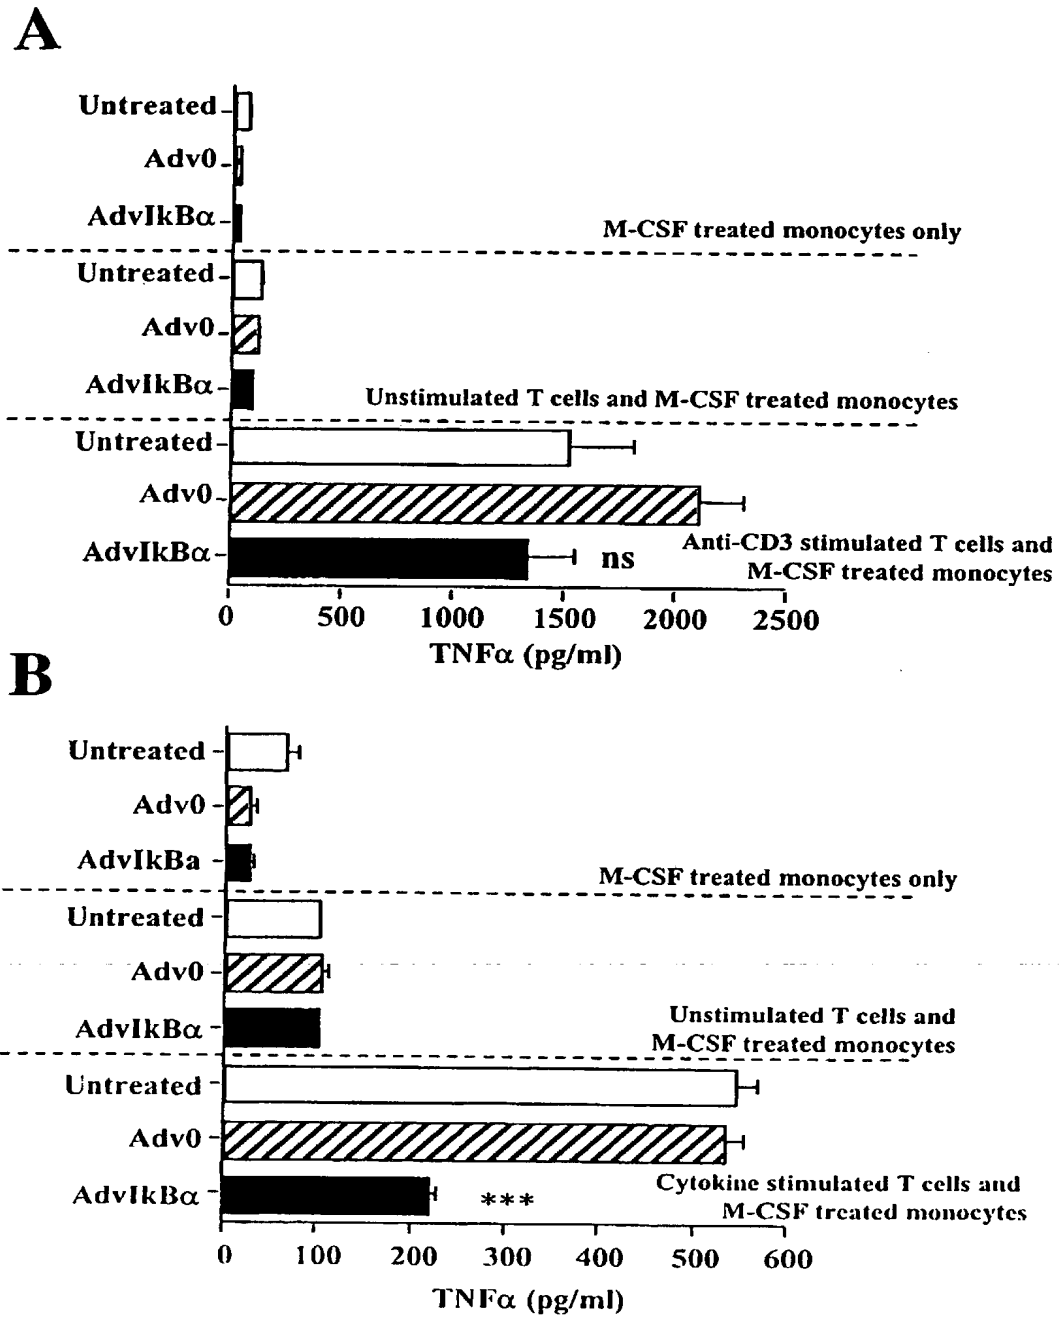 A
Untreated
Adv0
AdvIkBα
M-CSF treated monocytes only
Untreated
Adv0
AdvIkBα
Unstimulated T cells and M-CSF treated monocytes
Untreated
Adv0
AdvIkBα
ns
Anti-CD3 stimulated T cells and
M-CSF treated monocytes
0 500 1000 1500 2000 2500
TNFα (pg/ml)
B
Untreated
Adv0
AdvIkBa
M-CSF treated monocytes only
Untreated
Adv0
AdvIkBα
Unstimulated T cells and
M-CSF treated monocytes
Untreated
Adv0
AdvIkBα
***
Cytokine stimulated T cells and
M-CSF treated monocytes
0 100 200 300 400 500 600
TNFα (pg/ml)